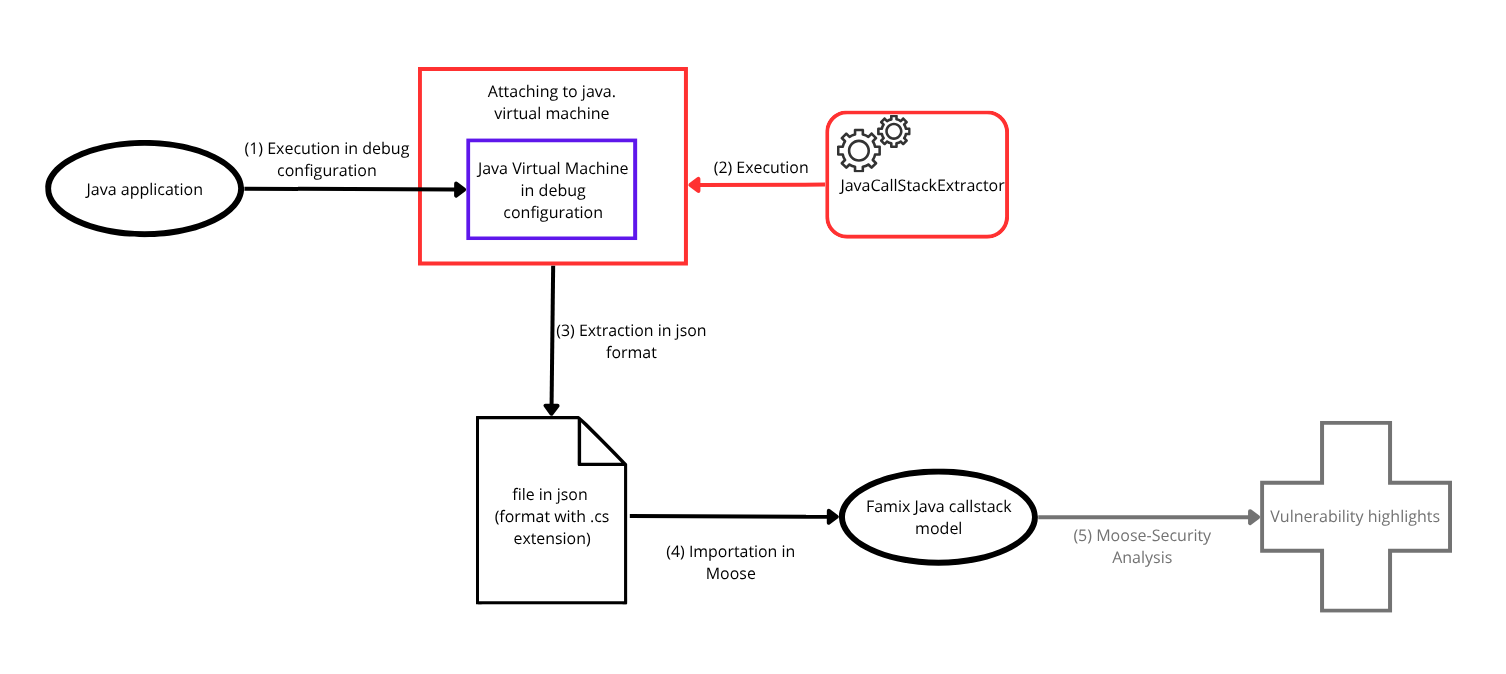 Attaching to java.
virtual machine
Java application
(1) Execution in debug
configuration
Java Virtual Machine
in debug
configuration
(2) Execution
JavaCallStackExtractor
(3) Extraction in json
format
file in json
(format with .cs
extension)
(4) Importation in
Moose
Famix Java callstack
model
(5) Moose-Security
Analysis
Vulnerability highlights